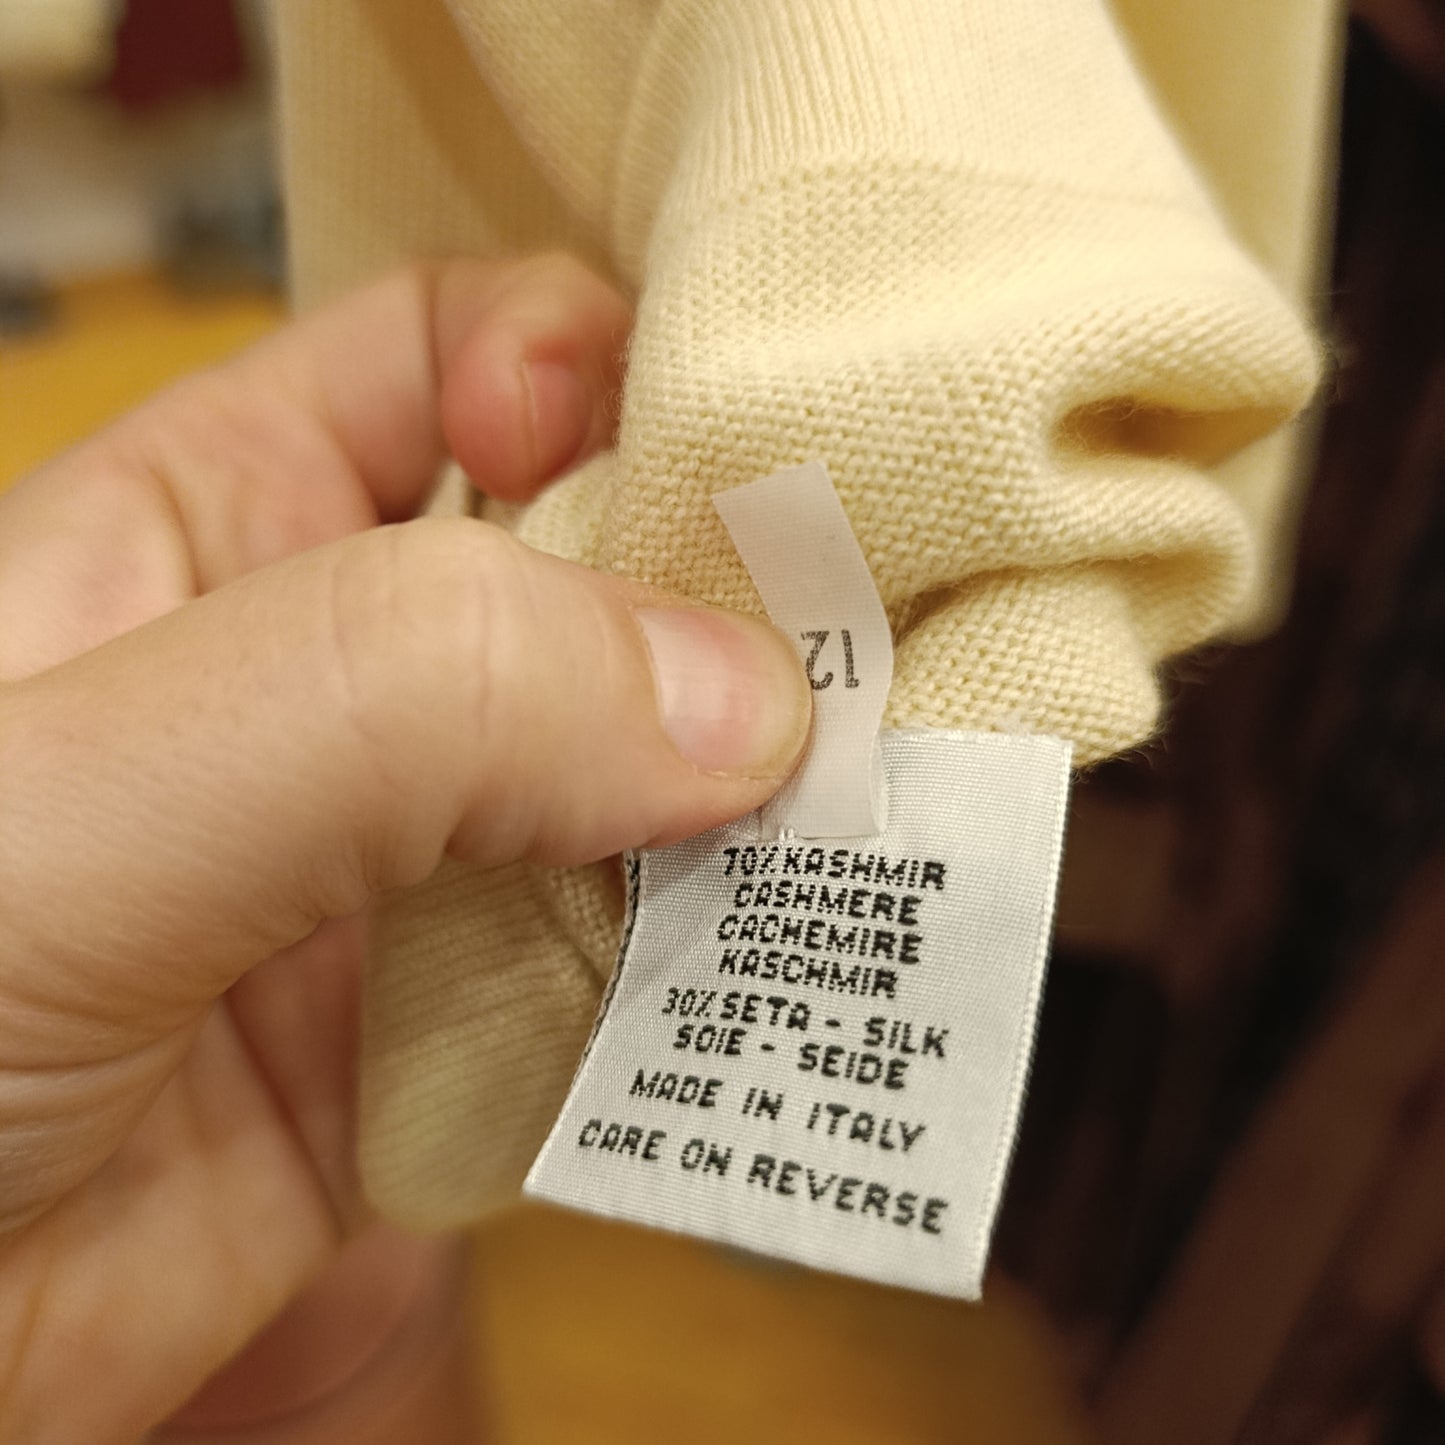 12
70% KASHMIR
CASHMERE
CACHEMIRE
KASCHMIR
30% SETA - SILK
SOIE - SEIDE
MADE IN ITALY
CARE ON REVERSE